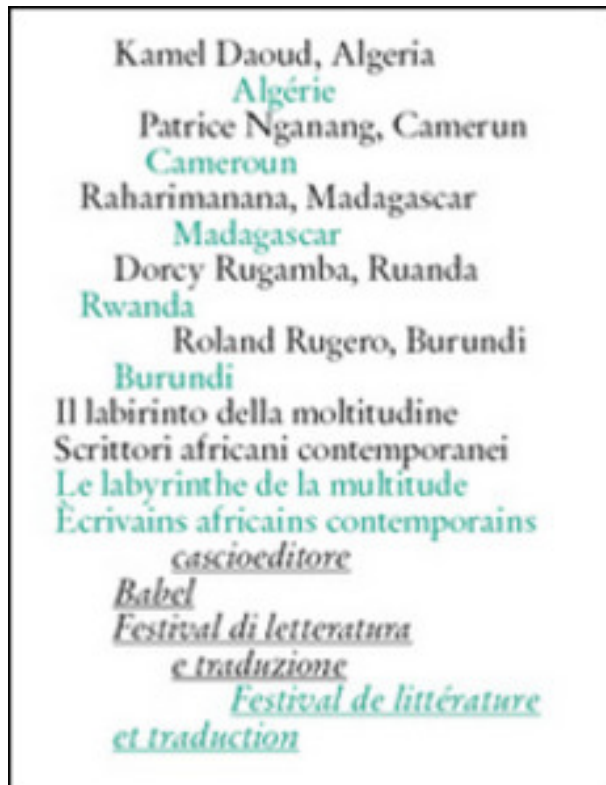 Kamel Daoud, Algeria
Algérie
Patrice Nganang, Camerun
Cameroun
Raharimanana, Madagascar
Madagascar
Dorcy Rugamba, Ruanda
Rwanda
Roland Rugero, Burundi
Burundi
Il labirinto della moltitudine
Scrittori africani contemporanei
Le labyrinthe de la multitude
Ècrivains africains contemporains
cascioeditore
Babel
Festival di letteratura
e traduzione
Festival de littérature
et traduction